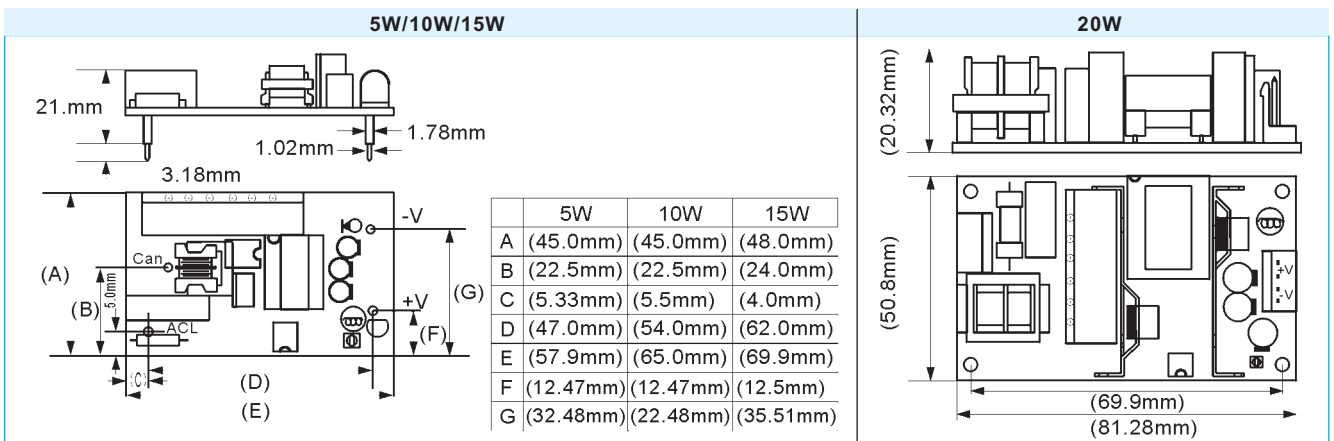 5W/10W/15W
20W
21.mm
1.78mm
1.02mm
3.18mm
(20.32mm)
-V
Can
(A)
(B)
5.0mm
ACL
+V
(G)
(F)
(C)
(D)
(E)
5W 10W 15W
A (45.0mm) (45.0mm) (48.0mm)
B (22.5mm) (22.5mm) (24.0mm)
C (5.33mm) (5.5mm) (4.0mm)
D (47.0mm) (54.0mm) (62.0mm)
E (57.9mm) (65.0mm) (69.9mm)
F (12.47mm) (12.47mm) (12.5mm)
G (32.48mm) (22.48mm) (35.51mm)
(50.8mm)
+V
-V
(69.9mm)
(81.28mm)